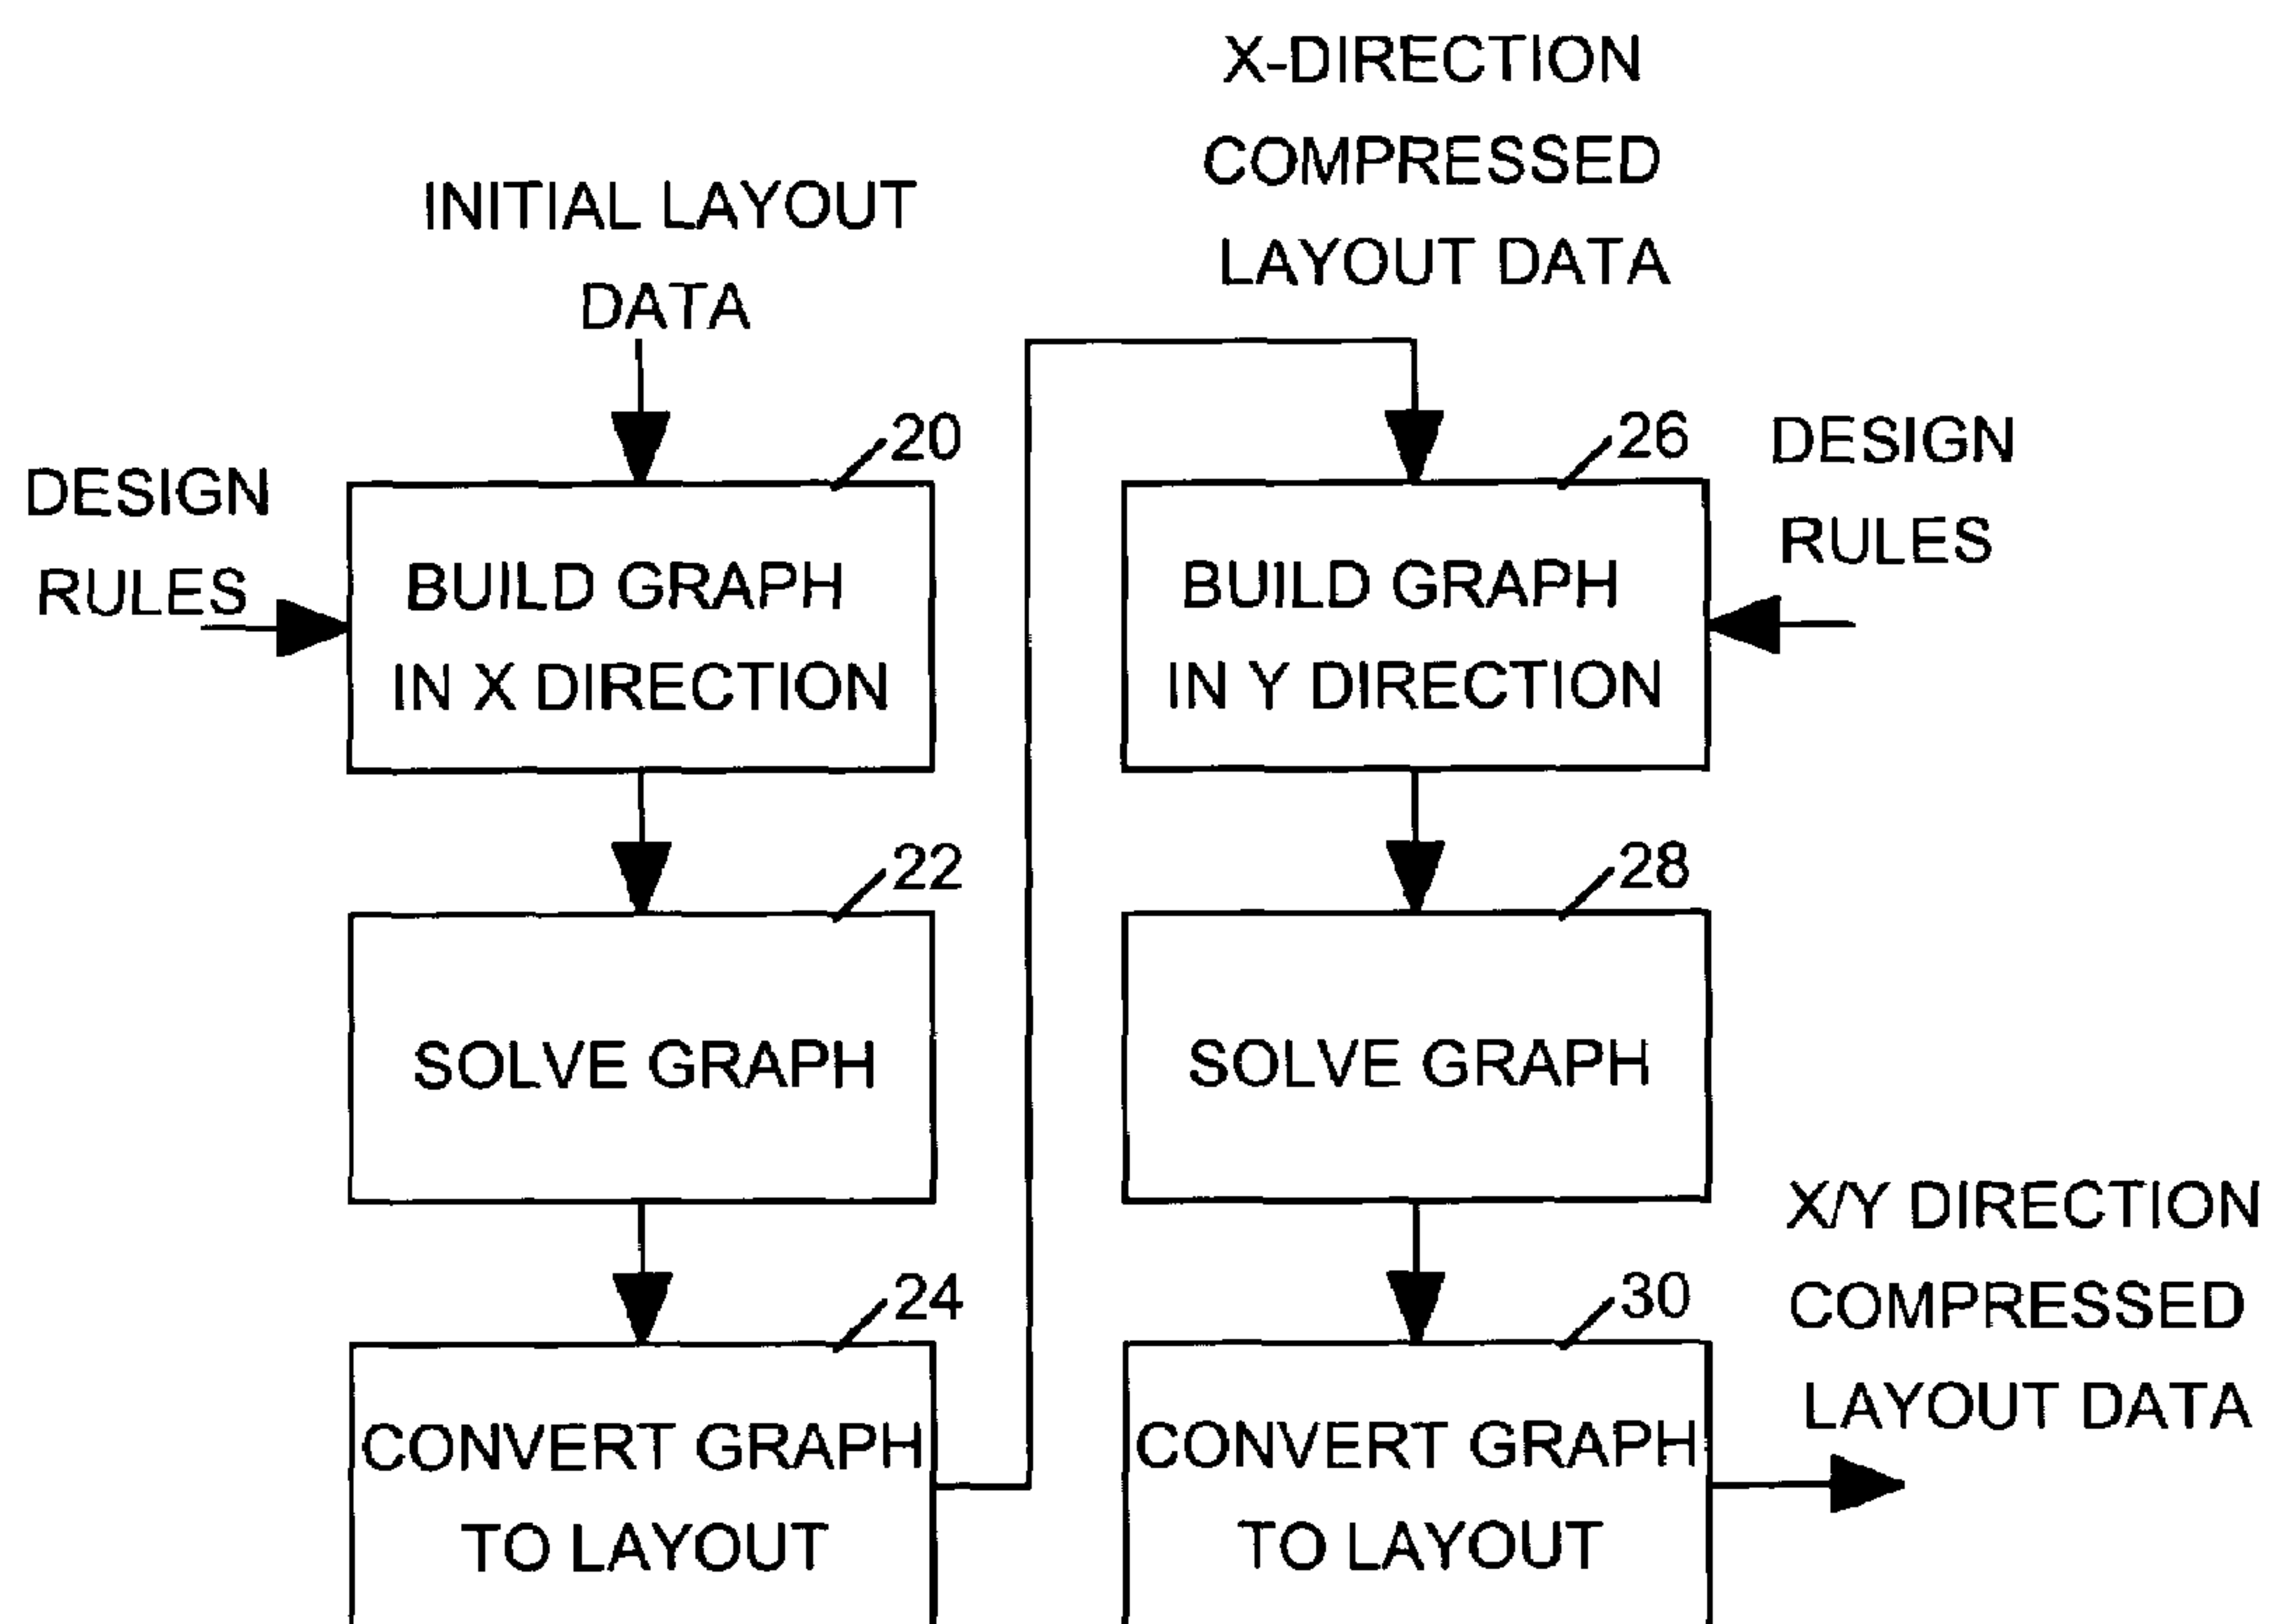 INITIAL LAYOUT
DATA
DESIGN
RULES
20
BUILD GRAPH
IN X DIRECTION
22
SOLVE GRAPH
24
CONVERT GRAPH
TO LAYOUT
X-DIRECTION
COMPRESSED
LAYOUT DATA
26
DESIGN
RULES
BUILD GRAPH
IN Y DIRECTION
28
SOLVE GRAPH
30
CONVERT GRAPH
TO LAYOUT
X/Y DIRECTION
COMPRESSED
LAYOUT DATA